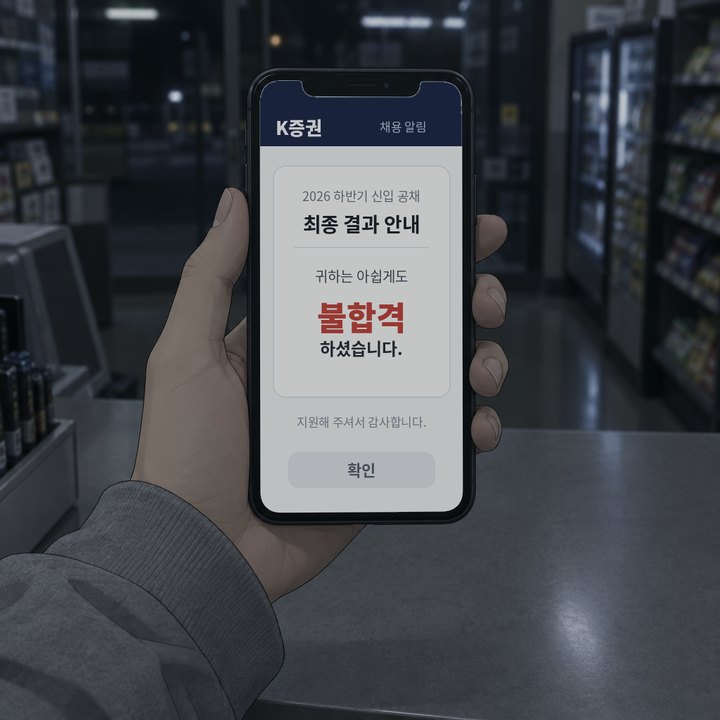 K증권 채용 알림
2026 하반기 신입 공채
최종 결과 안내
귀하는 아쉽게도
불합격
하셨습니다.
지원해 주셔서 감사합니다.
확인